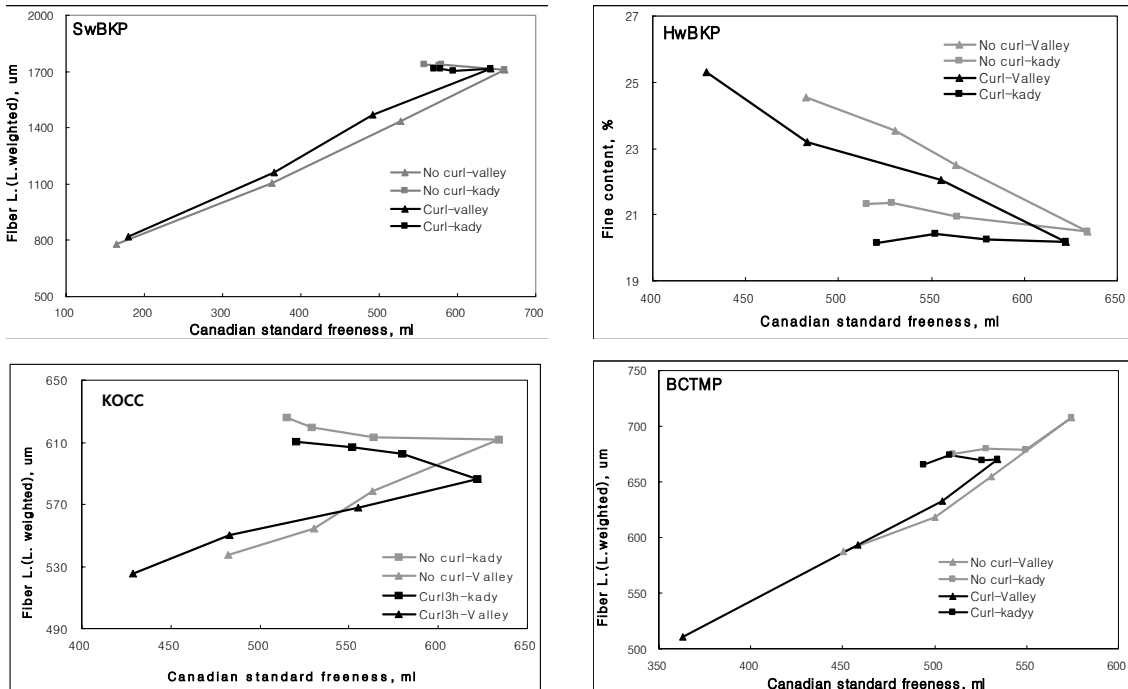 SwBKP
2000
1700
1400
1100
800
500
100 200 300 400 500 600 700
Fiber L.(L.weighted), um
Canadian standard freeness, ml
No curl-valley
No curl-kady
Curl-valley
Curl-kady
HwBKP
27
25
23
21
19
400 450 500 550 600 650
Fine content, %
Canadian standard freeness, ml
No curl-Valley
No curl-kady
Curl-Valley
Curl-kady
KOCC
650
610
570
530
490
400 450 500 550 600 650
Fiber L.(L. weighted), um
Canadian standard freeness, ml
No curl-kady
No curl-Valley
Curl3h-kady
Curl3h-Valley
BCTMP
750
700
650
600
550
500
350 400 450 500 550 600
Fiber L.(L.weighted), um
Canadian standard freeness, ml
No curl-Valley
No curl-kady
Curl-Valley
Curl-kadyy